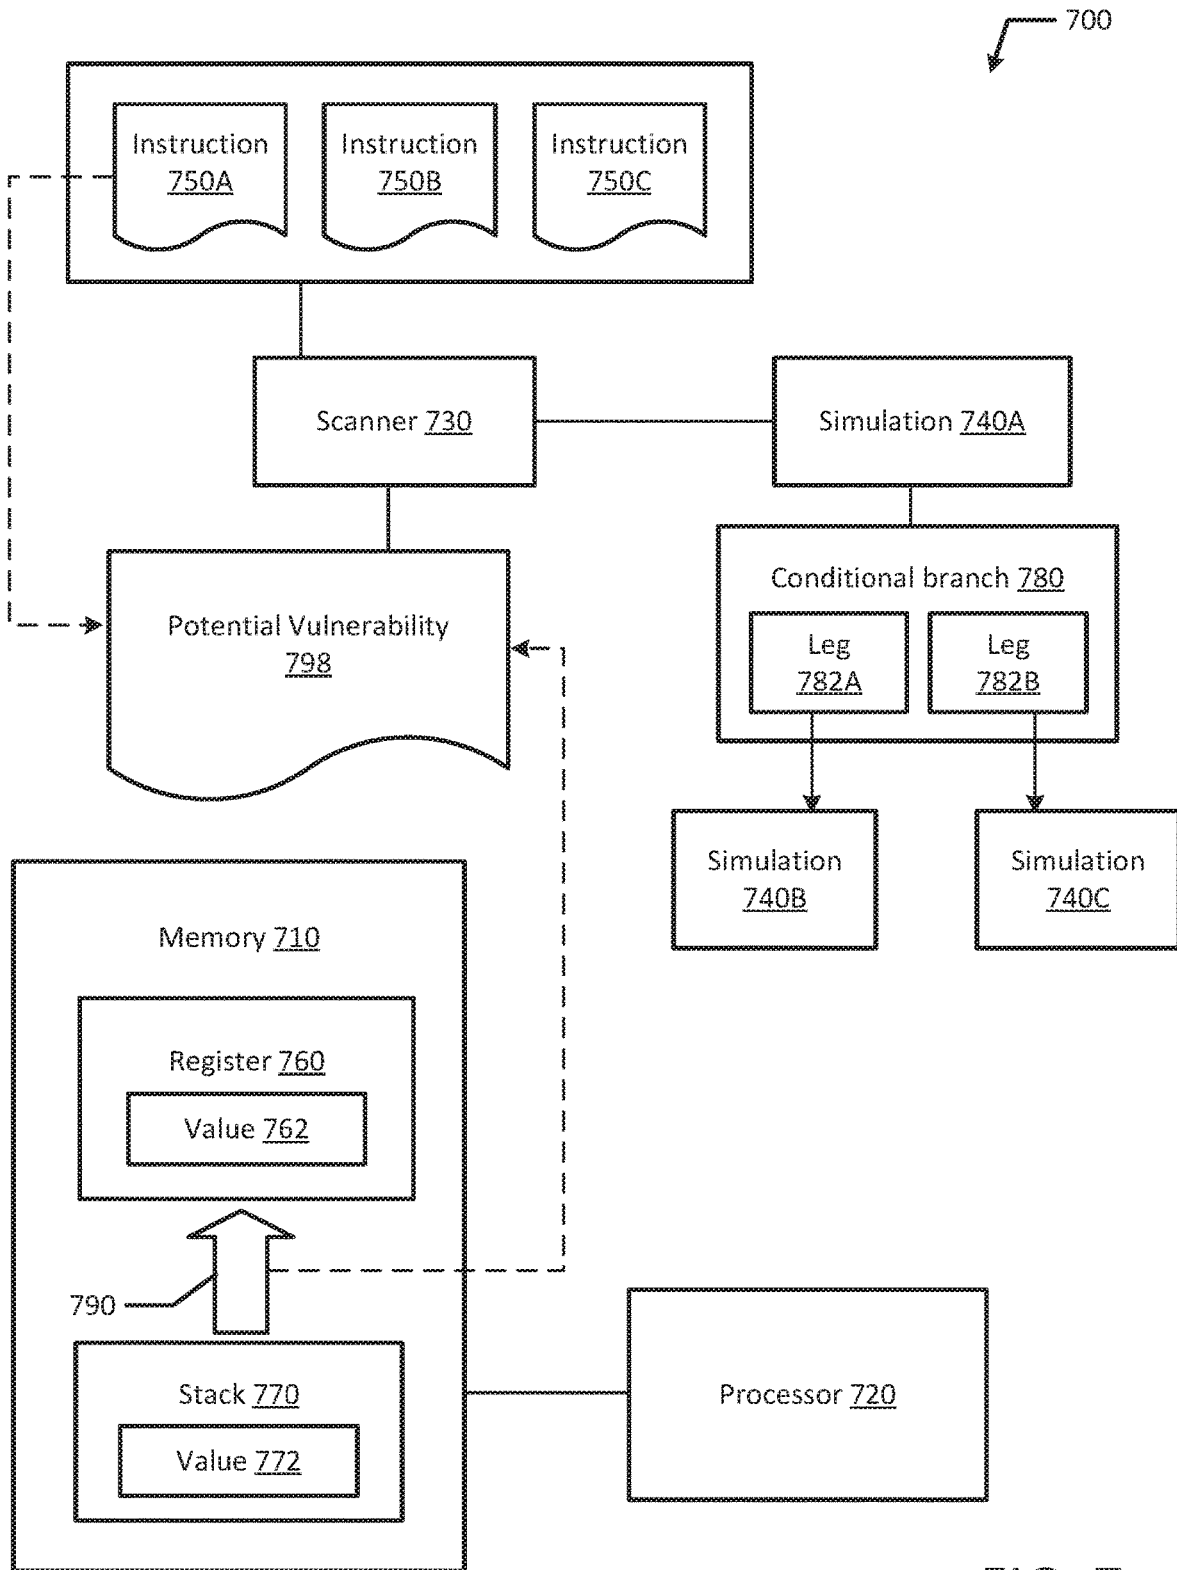 700
Instruction
750A
Instruction
750B
Instruction
750C
Scanner 730
Simulation 740A
Conditional branch 780
Leg
782A
Leg
782B
Potential Vulnerability
798
Simulation
740B
Simulation
740C
Memory 710
Register 760
Value 762
790
Stack 770
Value 772
Processor 720